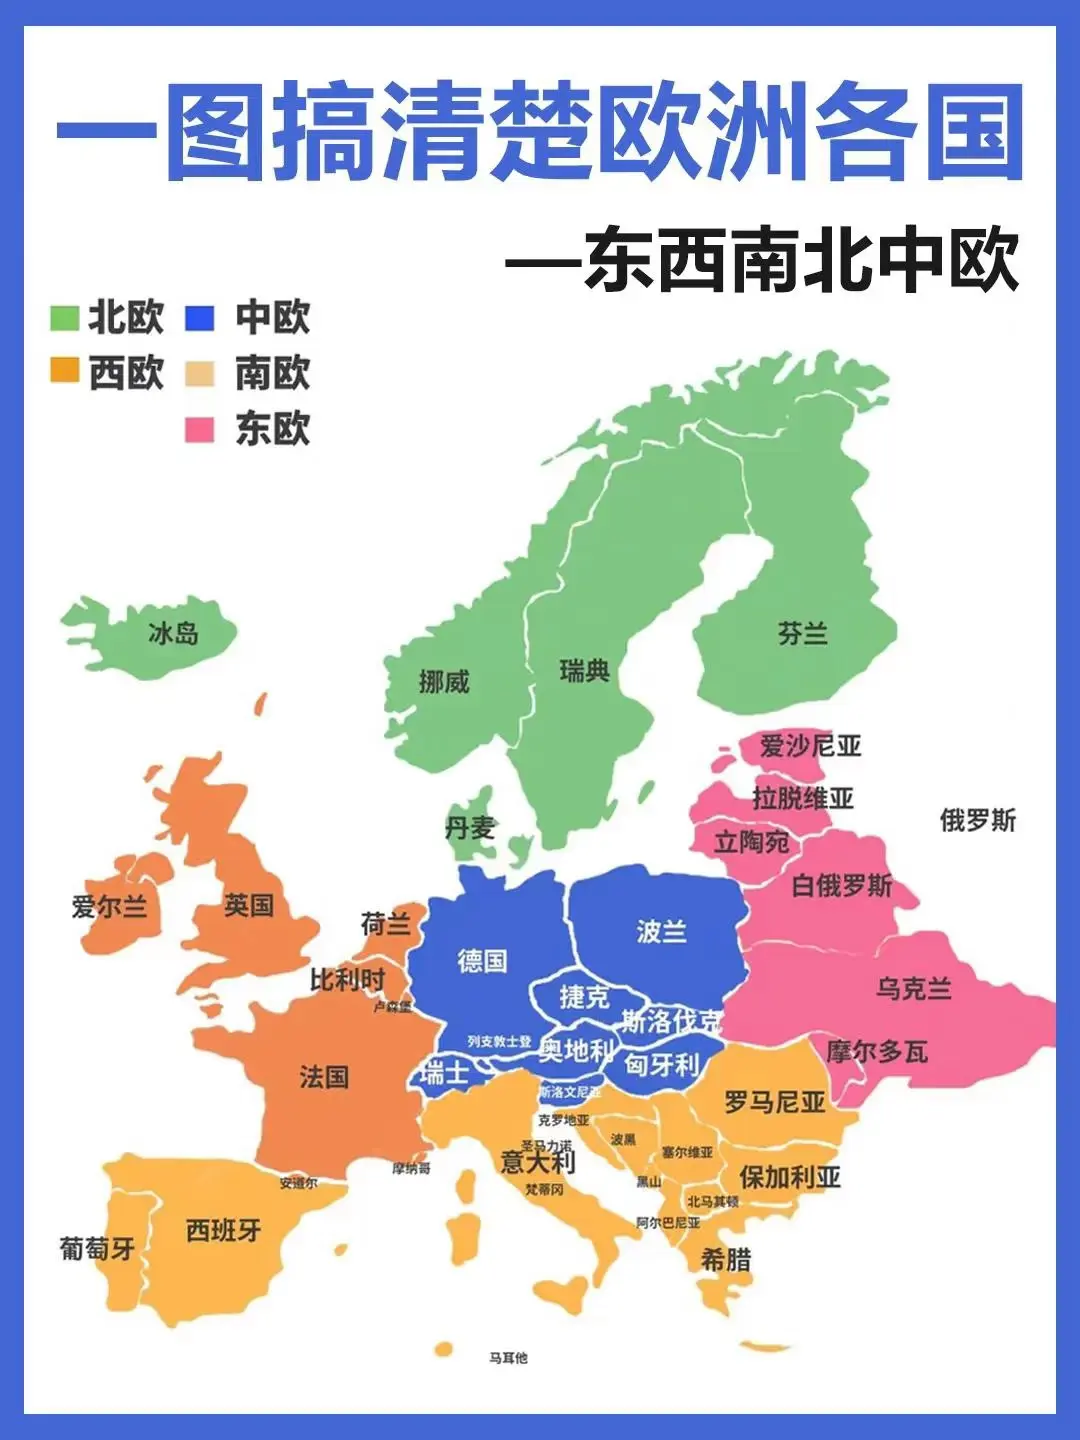 一图搞清楚欧洲各国
—东西南北中欧
北欧 中欧
西欧 南欧
东欧
冰岛
挪威
瑞典
芬兰
爱沙尼亚
拉脱维亚
俄罗斯
丹麦
立陶宛
白俄罗斯
爱尔兰
英国
荷兰
波兰
德国
比利时
捷克
乌克兰
卢森堡
斯洛伐克
列支敦士登
奥地利
摩尔多瓦
法国
瑞士
匈牙利
斯洛文尼亚
罗马尼亚
克罗地亚
圣马力诺
波黑
塞尔维亚
意大利
摩纳哥
保加利亚
安道尔
梵蒂冈
黑山
北马其顿
西班牙
阿尔巴尼亚
葡萄牙
希腊
马耳他